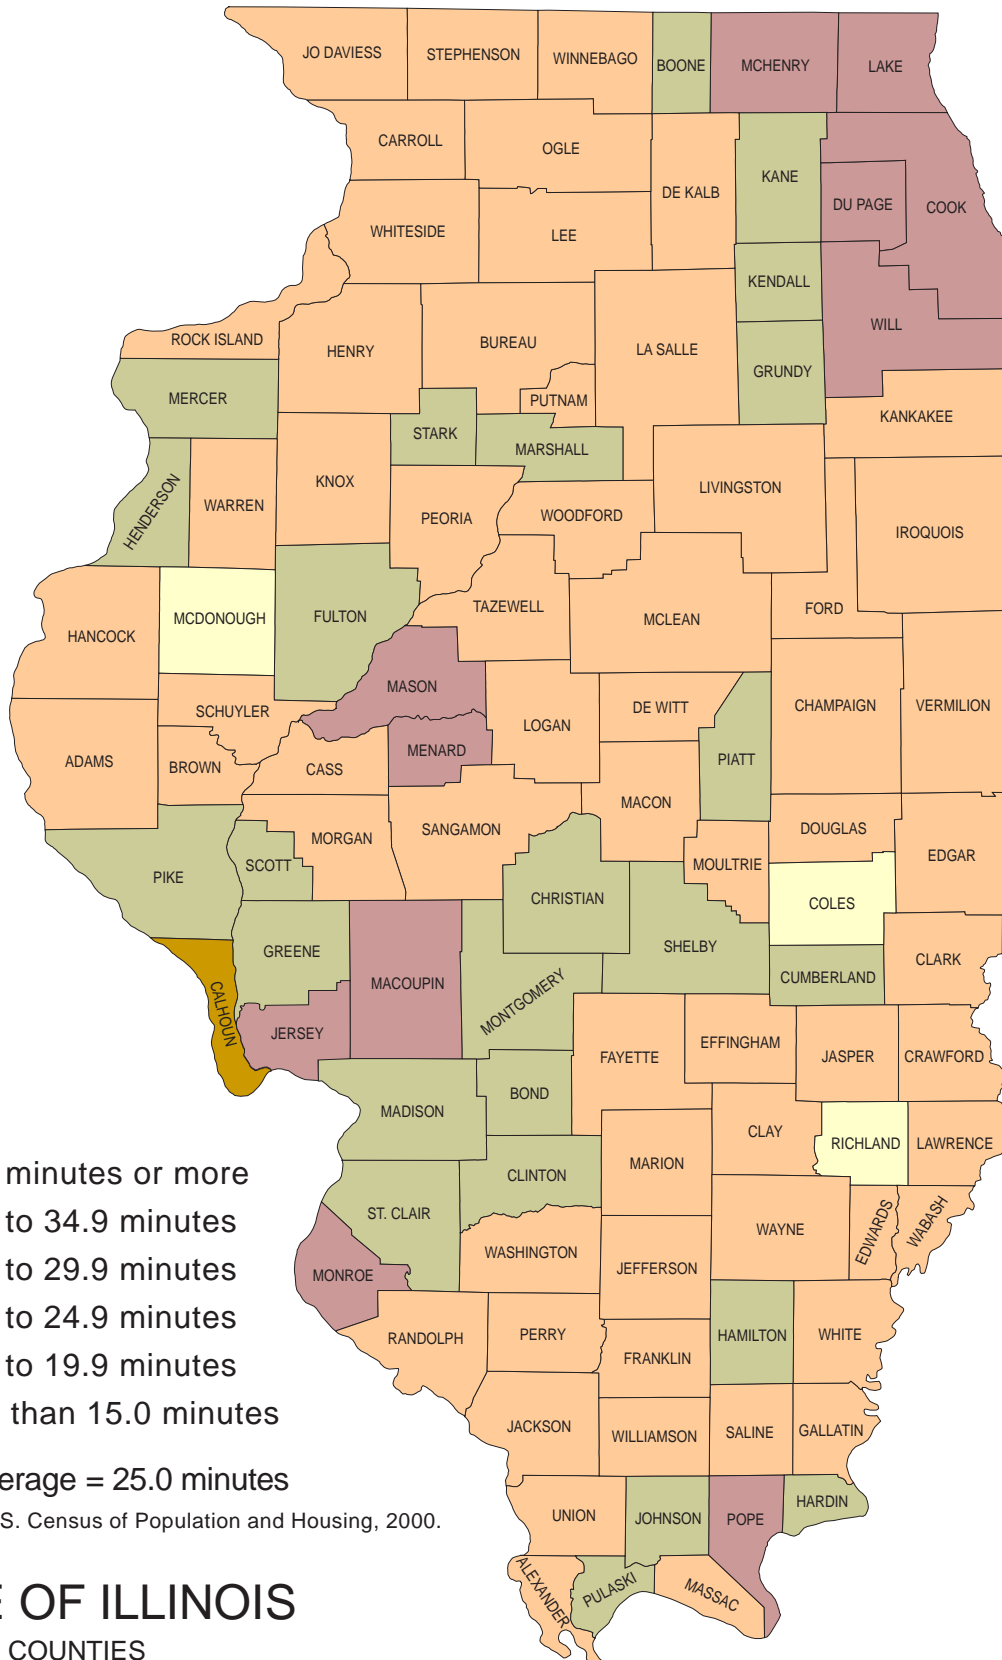 JO DAVIESS
STEPHENSON
WINNEBAGO
BOONE
MCHENRY
LAKE
CARROLL
OGLE
DE KALB
KANE
DU PAGE
COOK
WHITESIDE
LEE
KENDALL
ROCK ISLAND
HENRY
BUREAU
LA SALLE
WILL
GRUNDY
MERCER
PUTNAM
KANKAKEE
STARK
MARSHALL
HENDERSON
WARREN
KNOX
PEORIA
WOODFORD
LIVINGSTON
IROQUOIS
HANCOCK
MCDONOUGH
FULTON
TAZEWELL
MCLEAN
FORD
MASON
SCHUYLER
LOGAN
DE WITT
CHAMPAIGN
VERMILION
ADAMS
BROWN
CASS
MENARD
PIATT
MACON
MORGAN
SANGAMON
DOUGLAS
EDGAR
PIKE
SCOTT
MOULTRIE
CHRISTIAN
COLES
SHELBY
GREENE
MACOUPIN
MONTGOMERY
CUMBERLAND
CLARK
CALHOUN
JERSEY
FAYETTE
EFFINGHAM
JASPER
CRAWFORD
MADISON
BOND
CLAY
RICHLAND
LAWRENCE
MARION
CLINTON
ST. CLAIR
WAYNE
EDWARDS
WABASH
WASHINGTON
JEFFERSON
MONROE
RANDOLPH
PERRY
HAMILTON
WHITE
FRANKLIN
JACKSON
WILLIAMSON
SALINE
GALLATIN
UNION
JOHNSON
POPE
HARDIN
ALEXANDER
PULASKI
MASSAC
minutes or more
to 34.9 minutes
to 29.9 minutes
to 24.9 minutes
to 19.9 minutes
than 15.0 minutes
erage = 25.0 minutes
S. Census of Population and Housing, 2000.
E OF ILLINOIS
COUNTIES